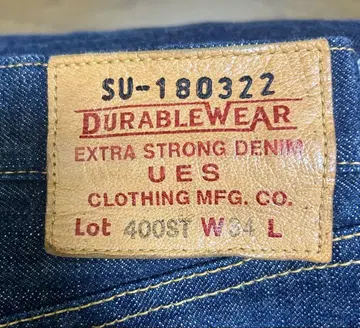 SU-180322
DURABLEWEAR
EXTRA STRONG DENIM
UES
CLOTHING MFG. CO.
Lot 400ST W34 L